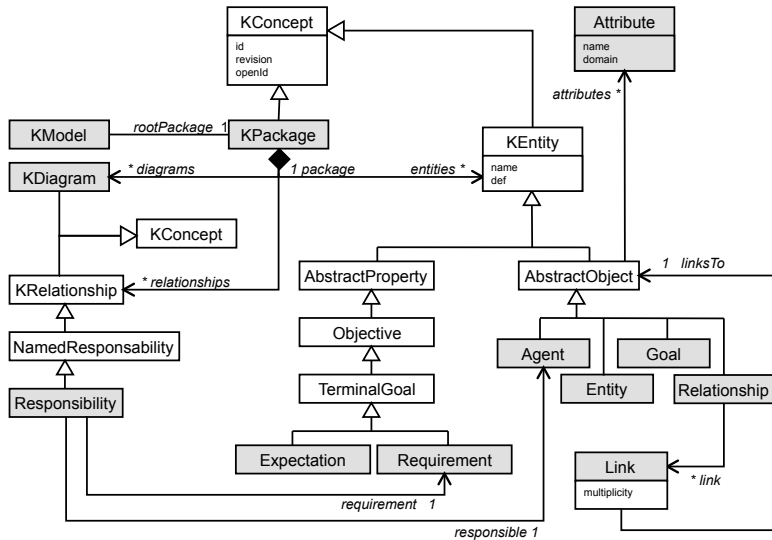 KConcept
id
revision
openId
Attribute
name
domain
attributes *
KModel
rootPackage 1
KPackage
KEntity
name
def
KDiagram
* diagrams
1 package
entities *
KConcept
KRelationship
* relationships
AbstractProperty
AbstractObject
1 linksTo
NamedResponsability
Objective
Agent
Goal
Responsibility
TerminalGoal
Entity
Relationship
Expectation
Requirement
Link
multiplicity
* link
requirement 1
responsible 1